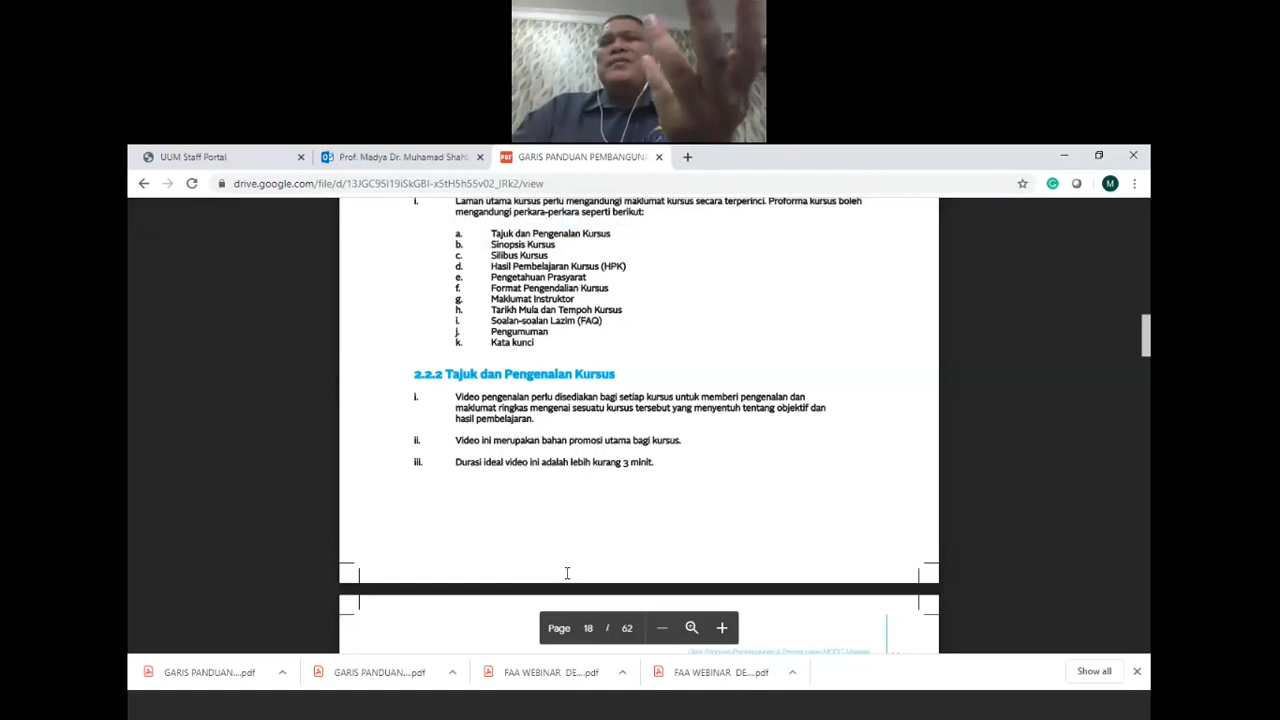 UUM Staff Portal
Prof. Madya Dr. Muhamad Shahb
GARIS PANDUAN PEMBANGUNA
drive.google.com/file/d/13JGC95I19iSkGBI-x5tH5h55v02_JRk2/view
M
i. Laman utama kursus perlu mengandungi maklumat kursus secara terperinci. Proforma kursus boleh
mengandungi perkara-perkara seperti berikut:
a. Tajuk dan Pengenalan Kursus
b. Sinopsis Kursus
c. Silibus Kursus
d. Hasil Pembelajaran Kursus (HPK)
e. Pengetahuan Prasyarat
f. Format Pengendalian Kursus
g. Maklumat Instruktor
h. Tarikh Mula dan Tempoh Kursus
i. Soalan-soalan Lazim (FAQ)
j. Pengumuman
k. Kata kunci
2.2.2 Tajuk dan Pengenalan Kursus
i. Video pengenalan perlu disediakan bagi setiap kursus untuk memberi pengenalan dan
maklumat ringkas mengenai sesuatu kursus tersebut yang menyentuh tentang objektif dan
hasil pembelajaran.
ii. Video ini merupakan bahan promosi utama bagi kursus.
iii. Durasi ideal video ini adalah lebih kurang 3 minit.
Page 18 / 62
GARIS PANDUAN....pdf
GARIS PANDUAN....pdf
FAA WEBINAR DE....pdf
FAA WEBINAR DE....pdf
Show all